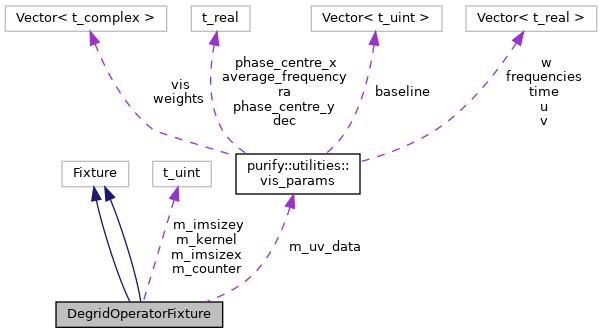 Vector< t_complex >
t_real
Vector< t_uint >
Vector< t_real >
vis
weights
phase_centre_x
average_frequency
ra
phase_centre_y
dec
baseline
w
frequencies
time
u
v
Fixture
t_uint
purify::utilities::
vis_params
m_imsizey
m_kernel
m_imsizex
m_counter
m_uv_data
DegridOperatorFixture